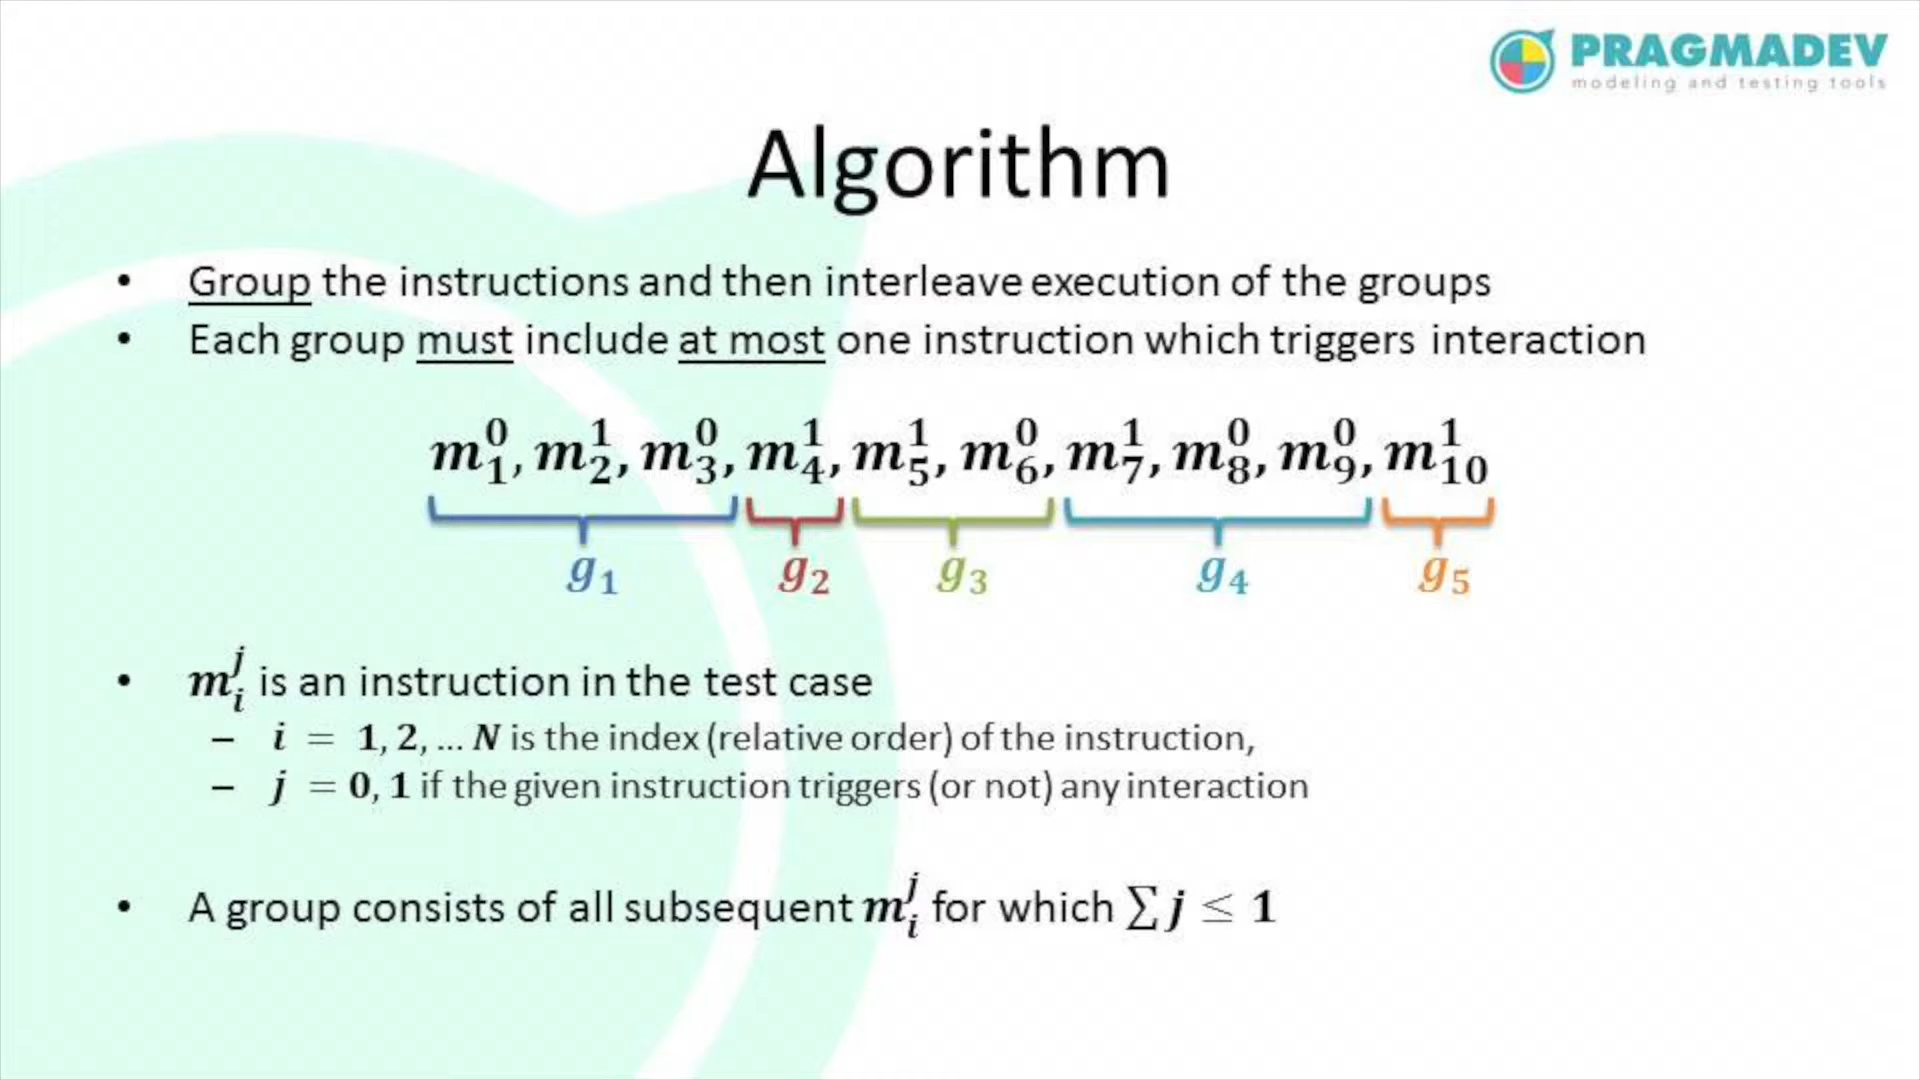 PRAGMADEV
modeling and testing tools
Algorithm
• Group the instructions and then interleave execution of the groups
• Each group must include at most one instruction which triggers interaction
m₁⁰, m₂¹, m₃⁰, m₄¹, m₅¹, m₆⁰, m₇¹, m₈⁰, m₉⁰, m₁₀¹
g₁ g₂ g₃ g₄ g₅
• mᵢʲ is an instruction in the test case
– i = 1, 2, ... N is the index (relative order) of the instruction,
– j = 0, 1 if the given instruction triggers (or not) any interaction
• A group consists of all subsequent mᵢʲ for which ∑ j ≤ 1